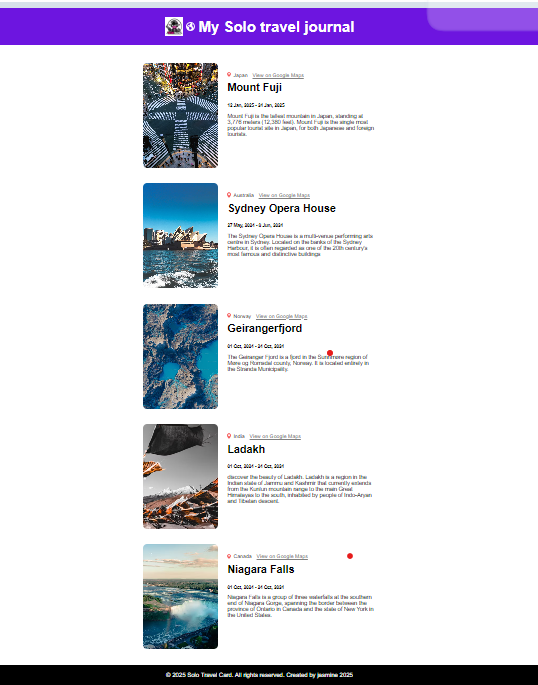 My Solo travel journal
Japan View on Google Maps
Mount Fuji
12 Jan, 2025 - 24 Jan, 2025
Mount Fuji is the tallest mountain in Japan, standing at
3,776 meters (12,380 feet). Mount Fuji is the single most
popular tourist site in Japan, for both Japanese and foreign
tourists.
Australia View on Google Maps
Sydney Opera House
27 May, 2024 - 8 Jun, 2024
The Sydney Opera House is a multi-venue performing arts
centre in Sydney. Located on the banks of the Sydney
Harbour, it is often regarded as one of the 20th century's
most famous and distinctive buildings
Norway View on Google Maps
Geirangerfjord
01 Oct, 2024 - 24 Oct, 2024
The Geiranger Fjord is a fjord in the Sunnmøre region of
Møre og Romsdal county, Norway. It is located entirely in
the Stranda Municipality.
India View on Google Maps
Ladakh
01 Oct, 2024 - 24 Oct, 2024
discover the beauty of Ladakh. Ladakh is a region in the
Indian state of Jammu and Kashmir that currently extends
from the Kunlun mountain range to the main Great
Himalayas to the south, inhabited by people of Indo-Aryan
and Tibetan descent.
Canada View on Google Maps
Niagara Falls
01 Oct, 2024 - 24 Oct, 2024
Niagara Falls is a group of three waterfalls at the southern
end of Niagara Gorge, spanning the border between the
province of Ontario in Canada and the state of New York in
the United States.
© 2025 Solo Travel Card. All rights reserved. Created by jasmine 2025